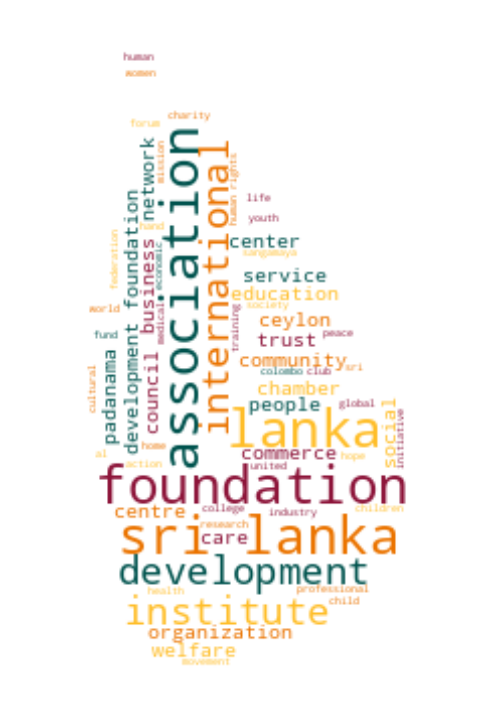 human
women
charity
forum
association
network
mission
international
human rights
development foundation
life
youth
hand
center
sangamaya
federation
business
economic
service
education
society
world
medical
training
ceylon
fund
trust
peace
padanama
council
community
sri
colombo
club
cultural
chamber
people
global
lanka
social
initiative
home
al
action
commerce
hope
united
foundation
centre
college
industry
children
research
sri lanka
care
development
health
professional
child
institute
organization
welfare
movement